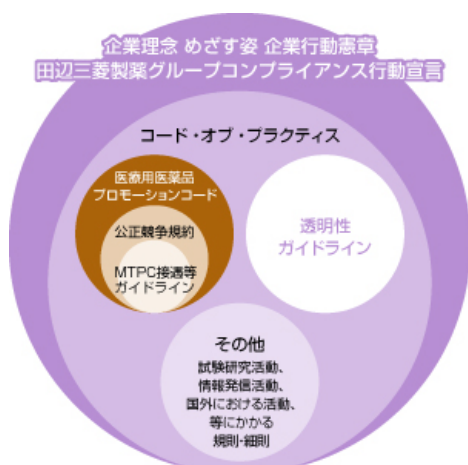 企業理念 めざす姿 企業行動憲章
田辺三菱製薬グループコンプライアンス行動宣言
コード・オブ・プラクティス
医療用医薬品
プロモーションコード
公正競争規約
MTPC接遇等
ガイドライン
透明性
ガイドライン
その他
試験研究活動、
情報発信活動、
国外における活動、
等にかかる
規則・細則